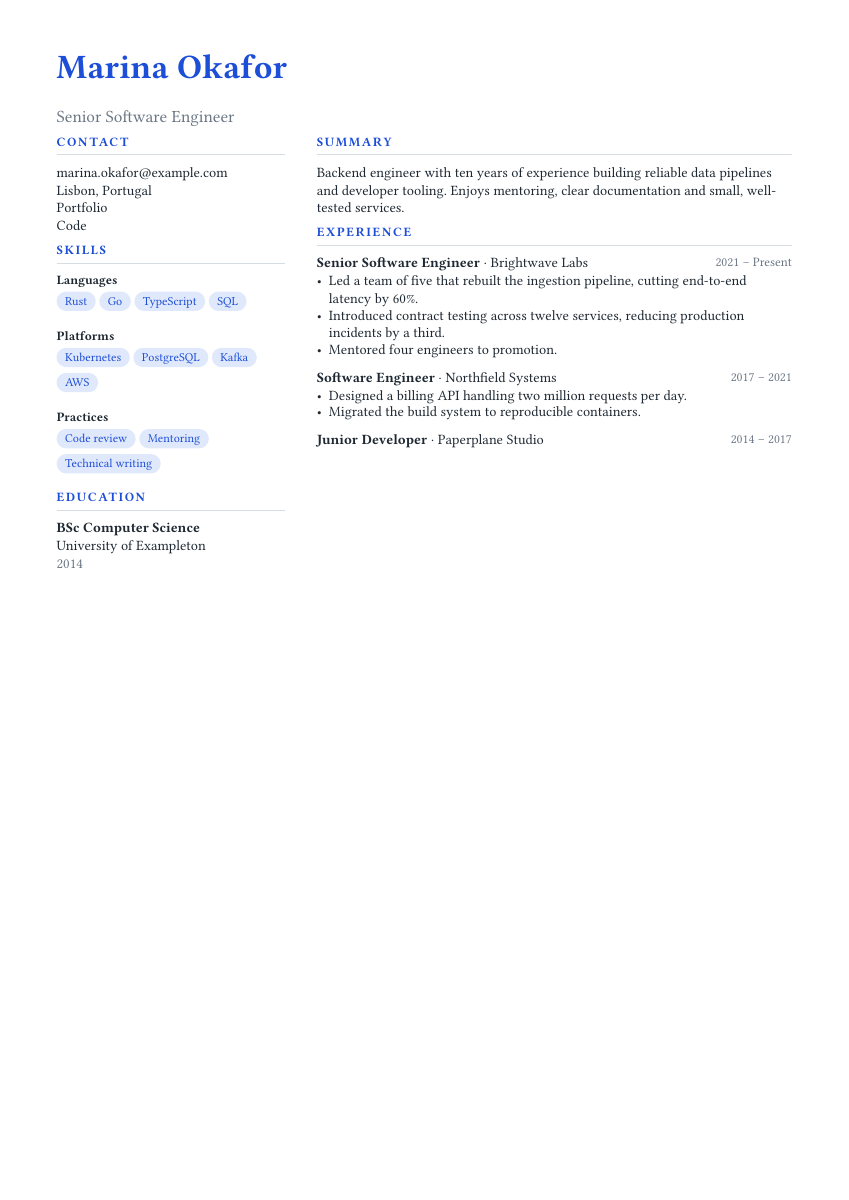 Marina Okafor
Senior Software Engineer
CONTACT
marina.okafor@example.com
Lisbon, Portugal
Portfolio
Code
SKILLS
Languages
Rust Go TypeScript SQL
Platforms
Kubernetes PostgreSQL Kafka
AWS
Practices
Code review Mentoring
Technical writing
EDUCATION
BSc Computer Science
University of Exampleton
2014
SUMMARY
Backend engineer with ten years of experience building reliable data pipelines
and developer tooling. Enjoys mentoring, clear documentation and small, well-
tested services.
EXPERIENCE
Senior Software Engineer · Brightwave Labs 2021 – Present
• Led a team of five that rebuilt the ingestion pipeline, cutting end-to-end
latency by 60%.
• Introduced contract testing across twelve services, reducing production
incidents by a third.
• Mentored four engineers to promotion.
Software Engineer · Northfield Systems 2017 – 2021
• Designed a billing API handling two million requests per day.
• Migrated the build system to reproducible containers.
Junior Developer · Paperplane Studio 2014 – 2017